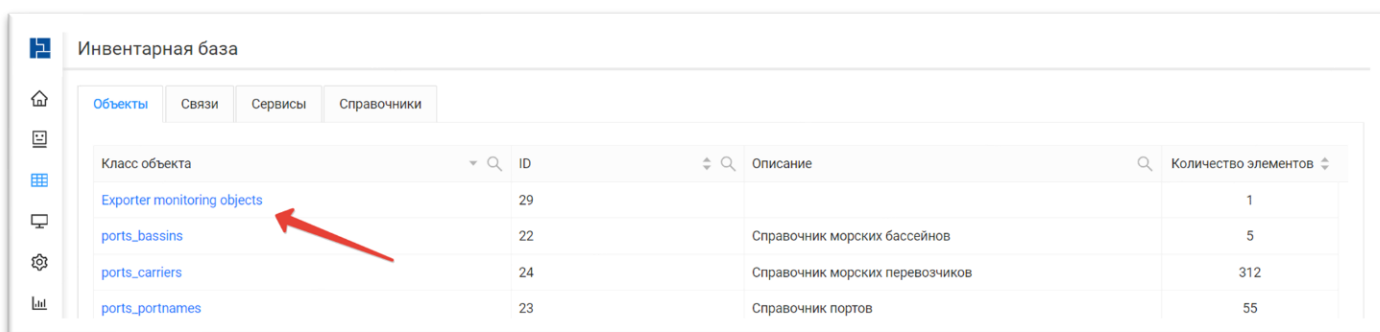 Инвентарная база
Объекты Связи Сервисы Справочники
Класс объекта ID Описание Количество элементов
Exporter monitoring objects 29 1
ports_bassins 22 Справочник морских бассейнов 5
ports_carriers 24 Справочник морских перевозчиков 312
ports_portnames 23 Справочник портов 55